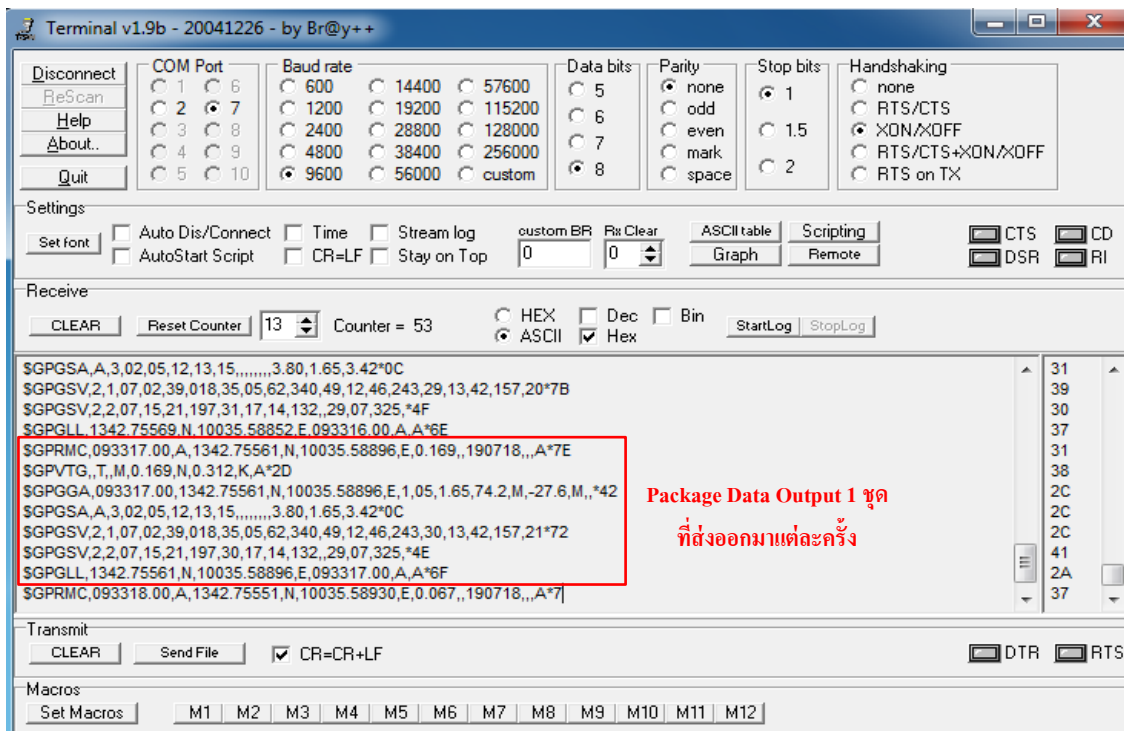 Terminal v1.9b - 20041226 - by Br@y++
Disconnect
ReScan
Help
About..
Quit
COM Port
1 6
2 7
3 8
4 9
5 10
Baud rate
600 14400 57600
1200 19200 115200
2400 28800 128000
4800 38400 256000
9600 56000 custom
Data bits
5
6
7
8
Parity
none
odd
even
mark
space
Stop bits
1
1.5
2
Handshaking
none
RTS/CTS
XON/XOFF
RTS/CTS+XON/XOFF
RTS on TX
Settings
Set font
Auto Dis/Connect Time Stream log
AutoStart Script CR=LF Stay on Top
custom BR Rx Clear
0 0
ASCII table Scripting
Graph Remote
CTS CD
DSR RI
Receive
CLEAR Reset Counter 13 Counter = 53
HEX Dec Bin
ASCII Hex
StartLog StopLog
$GPGSA,A,3,02,05,12,13,15,,,,,,,,3.80,1.65,3.42*0C
$GPGSV,2,1,07,02,39,018,35,05,62,340,49,12,46,243,29,13,42,157,20*7B
$GPGSV,2,2,07,15,21,197,31,17,14,132,,29,07,325,*4F
$GPGLL,1342.75569,N,10035.58852,E,093316.00,A,A*6E
$GPRMC,093317.00,A,1342.75561,N,10035.58896,E,0.169,,190718,,,A*7E
$GPVTG,,T,,M,0.169,N,0.312,K,A*2D
$GPGGA,093317.00,1342.75561,N,10035.58896,E,1,05,1.65,74.2,M,-27.6,M,,*42
$GPGSA,A,3,02,05,12,13,15,,,,,,,,3.80,1.65,3.42*0C
$GPGSV,2,1,07,02,39,018,35,05,62,340,49,12,46,243,30,13,42,157,21*72
$GPGSV,2,2,07,15,21,197,30,17,14,132,,29,07,325,*4E
$GPGLL,1342.75561,N,10035.58896,E,093317.00,A,A*6F
$GPRMC,093318.00,A,1342.75551,N,10035.58930,E,0.067,,190718,,,A*7
Package Data Output 1 ชุด
ที่ส่งออกมาแต่ละครั้ง
31
39
30
37
31
38
2C
2C
2C
41
2A
37
Transmit
CLEAR Send File CR=CR+LF
DTR RTS
Macros
Set Macros M1 M2 M3 M4 M5 M6 M7 M8 M9 M10 M11 M12